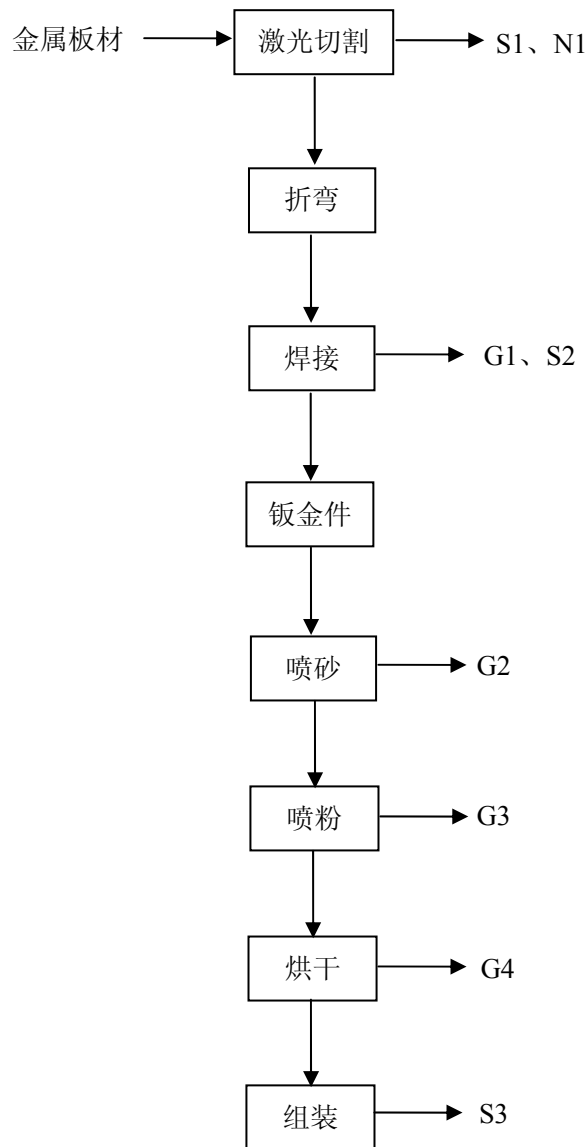 金属板材 激光切割 S1、N1
折弯
焊接 G1、S2
钣金件
喷砂 G2
喷粉 G3
烘干 G4
组装 S3